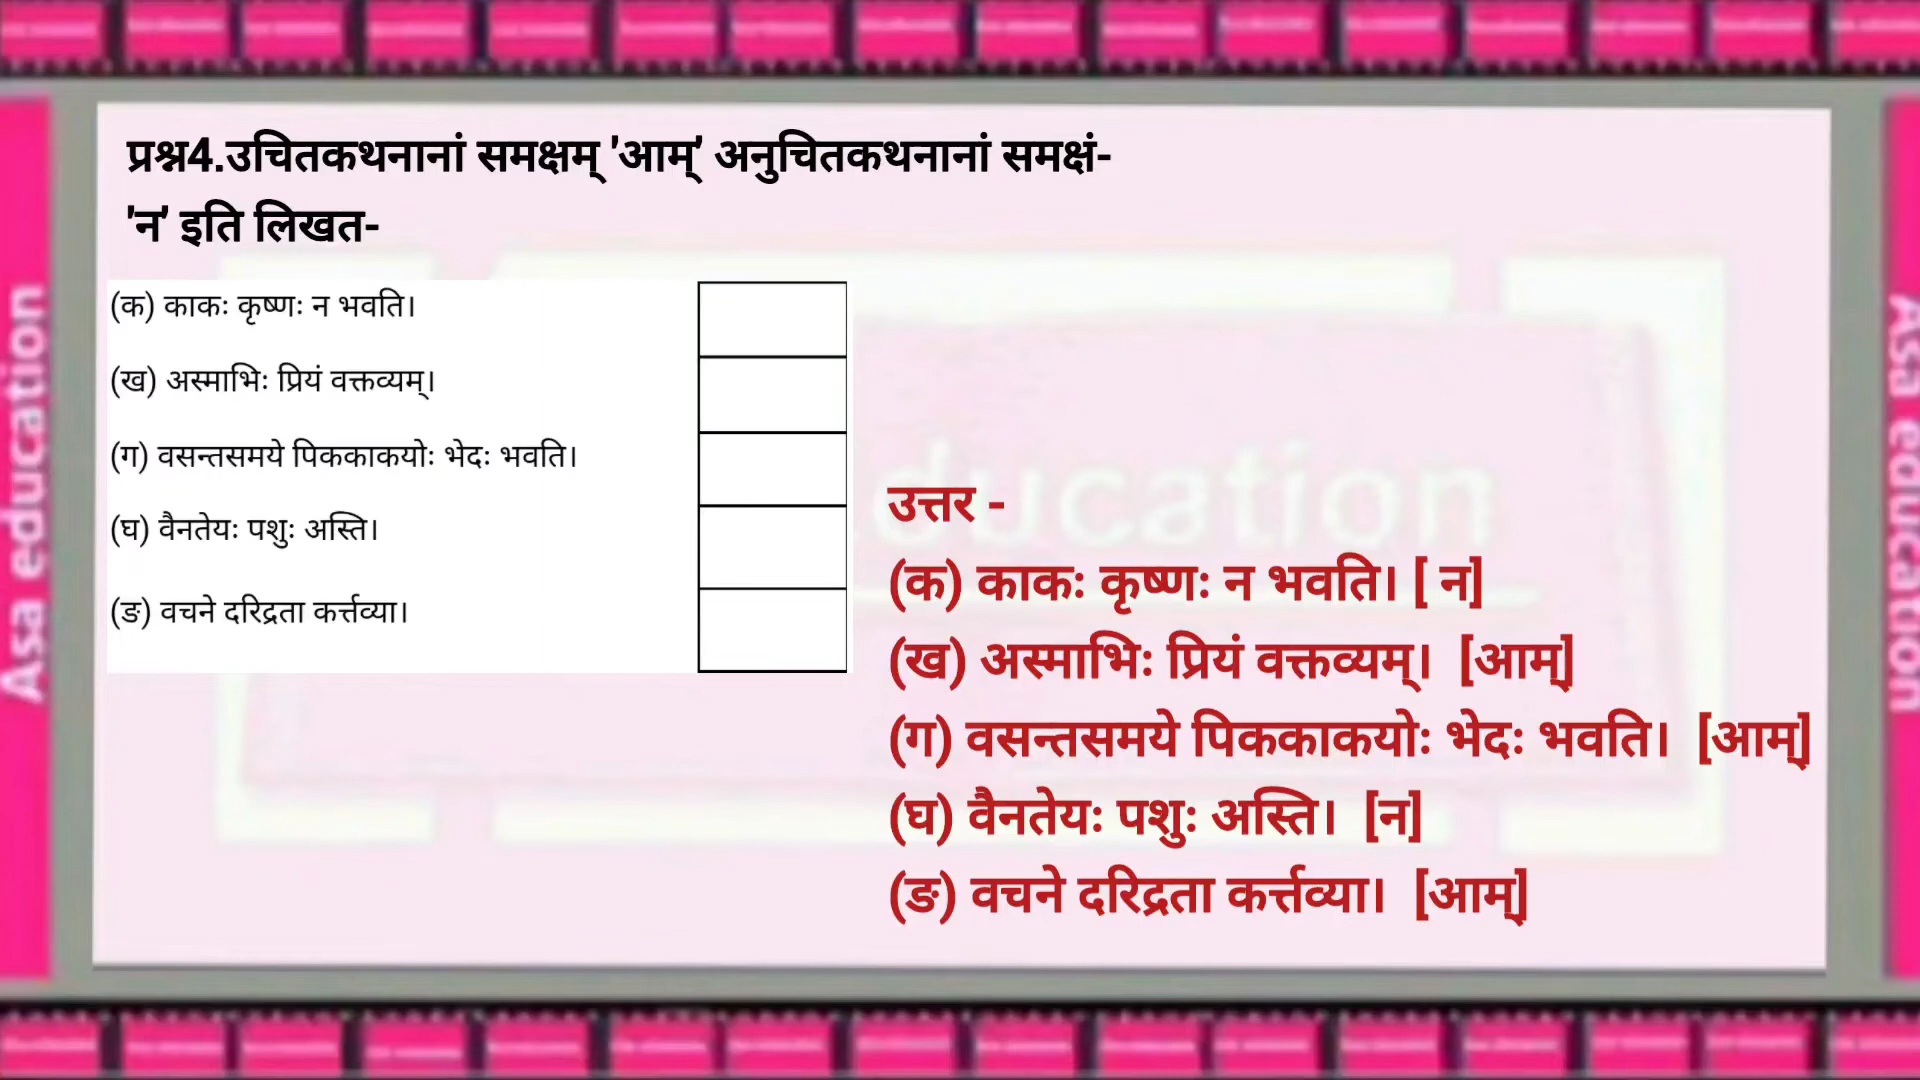 प्रश्न4.उचितकथनानां समक्षम् 'आम्' अनुचितकथनानां समक्षं-
'न' इति लिखत-
(क) काकः कृष्णः न भवति।
(ख) अस्माभिः प्रियं वक्तव्यम्।
(ग) वसन्तसमये पिककाकयोः भेदः भवति।
(घ) वैनतेयः पशुः अस्ति।
(ङ) वचने दरिद्रता कर्त्तव्या।
उत्तर -
(क) काकः कृष्णः न भवति। [ न]
(ख) अस्माभिः प्रियं वक्तव्यम्। [आम्]
(ग) वसन्तसमये पिककाकयोः भेदः भवति। [आम्]
(घ) वैनतेयः पशुः अस्ति। [न]
(ङ) वचने दरिद्रता कर्त्तव्या। [आम्]
Asa education
Asa education
education